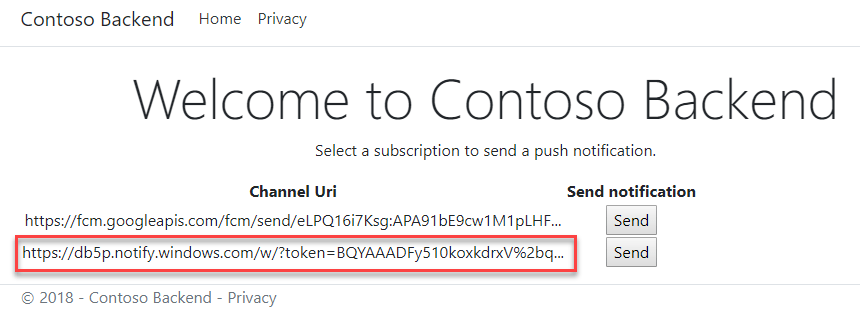 Contoso Backend Home Privacy
Welcome to Contoso Backend
Select a subscription to send a push notification.
Channel Uri Send notification
https://fcm.googleapis.com/fcm/send/eLPQ16i7Ksg:APA91bE9cw1M1pLHF... Send
https://db5p.notify.windows.com/w/?token=BQYAAADFy510koxkdrxV%2bq... Send
© 2018 - Contoso Backend - Privacy